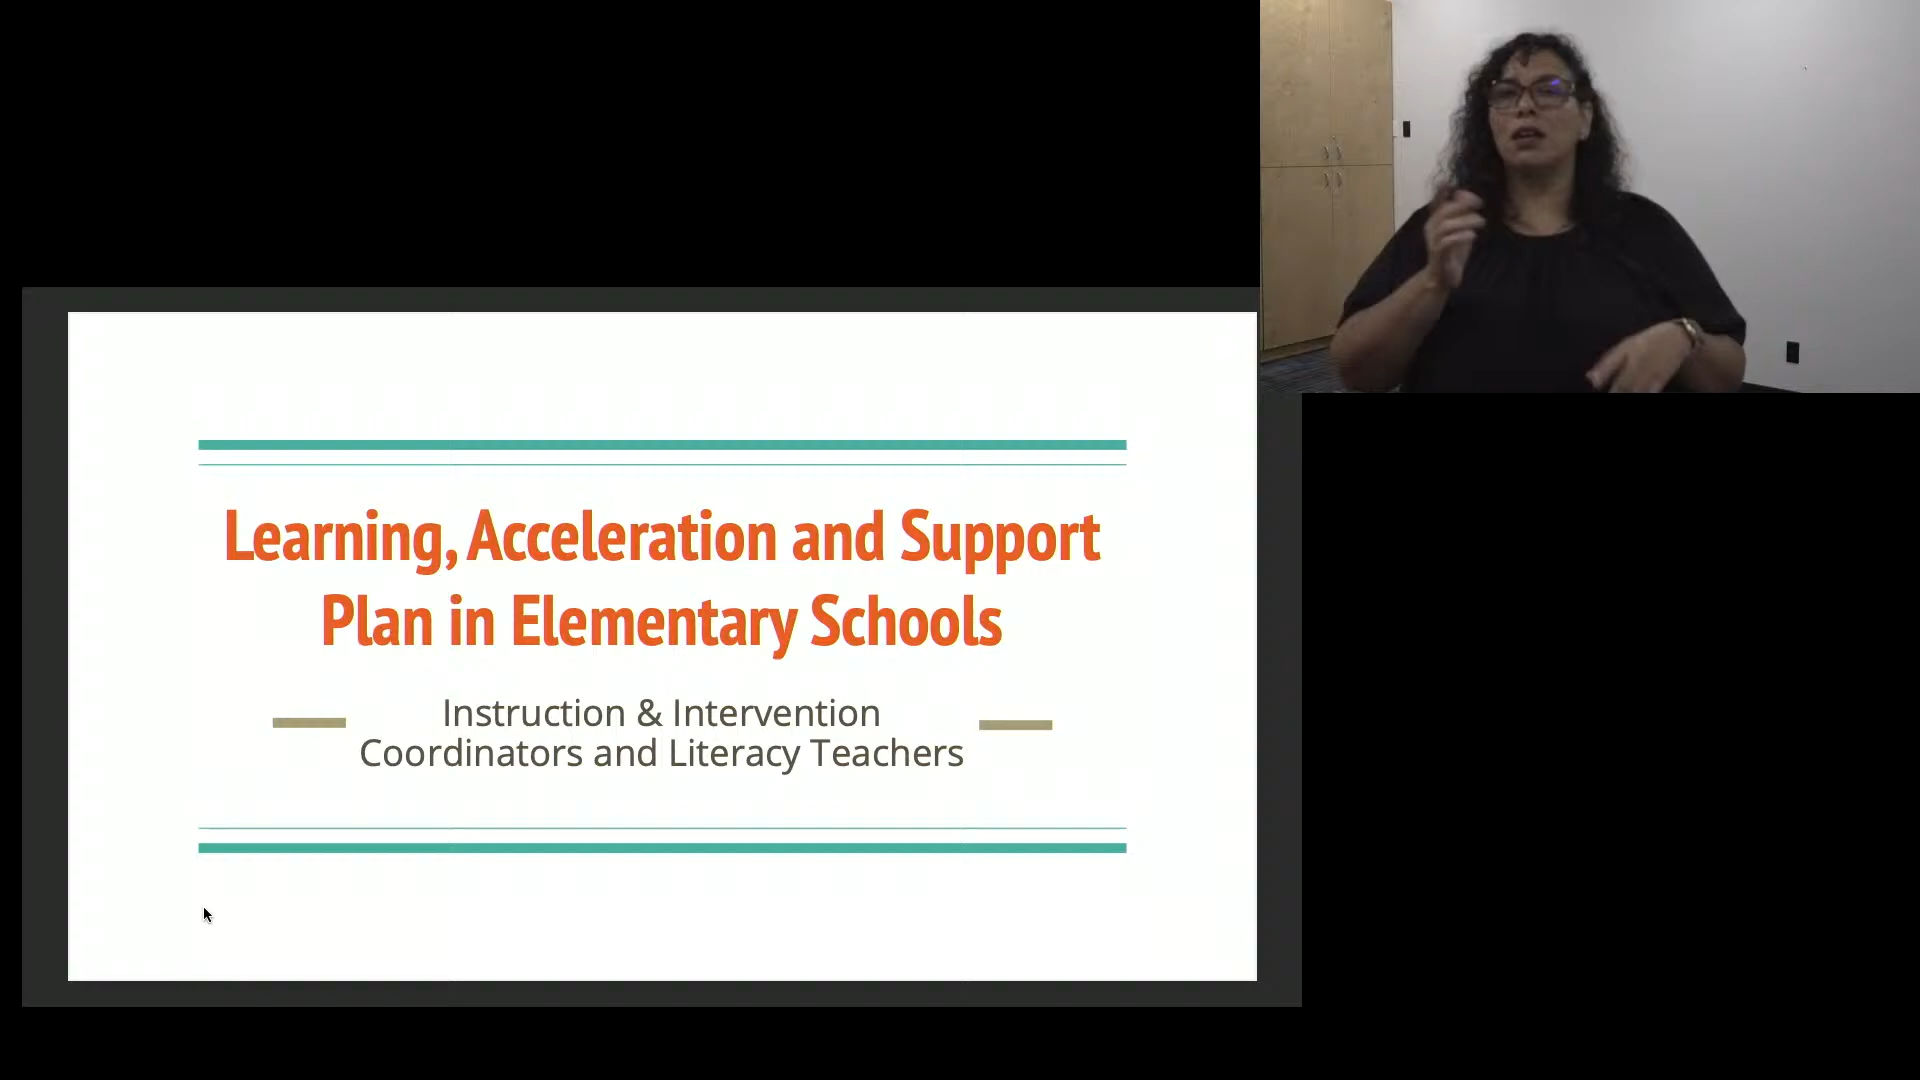 Learning, Acceleration and Support
Plan in Elementary Schools
Instruction & Intervention
Coordinators and Literacy Teachers